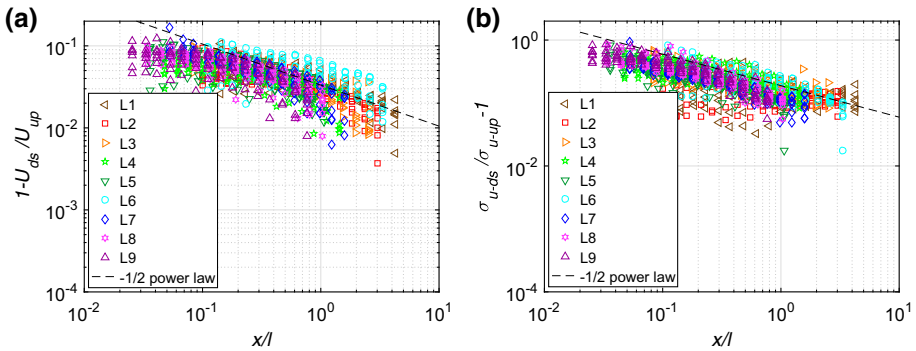 (a)
1-U_ds /U_up
10^-1
10^-2
10^-3
10^-4
L1
L2
L3
L4
L5
L6
L7
L8
L9
-1/2 power law
10^-2
10^-1
10^0
10^1
x/l
(b)
σ_u-ds /σ_u-up -1
10^0
10^-2
10^-4
L1
L2
L3
L4
L5
L6
L7
L8
L9
-1/2 power law
10^-2
10^-1
10^0
10^1
x/l